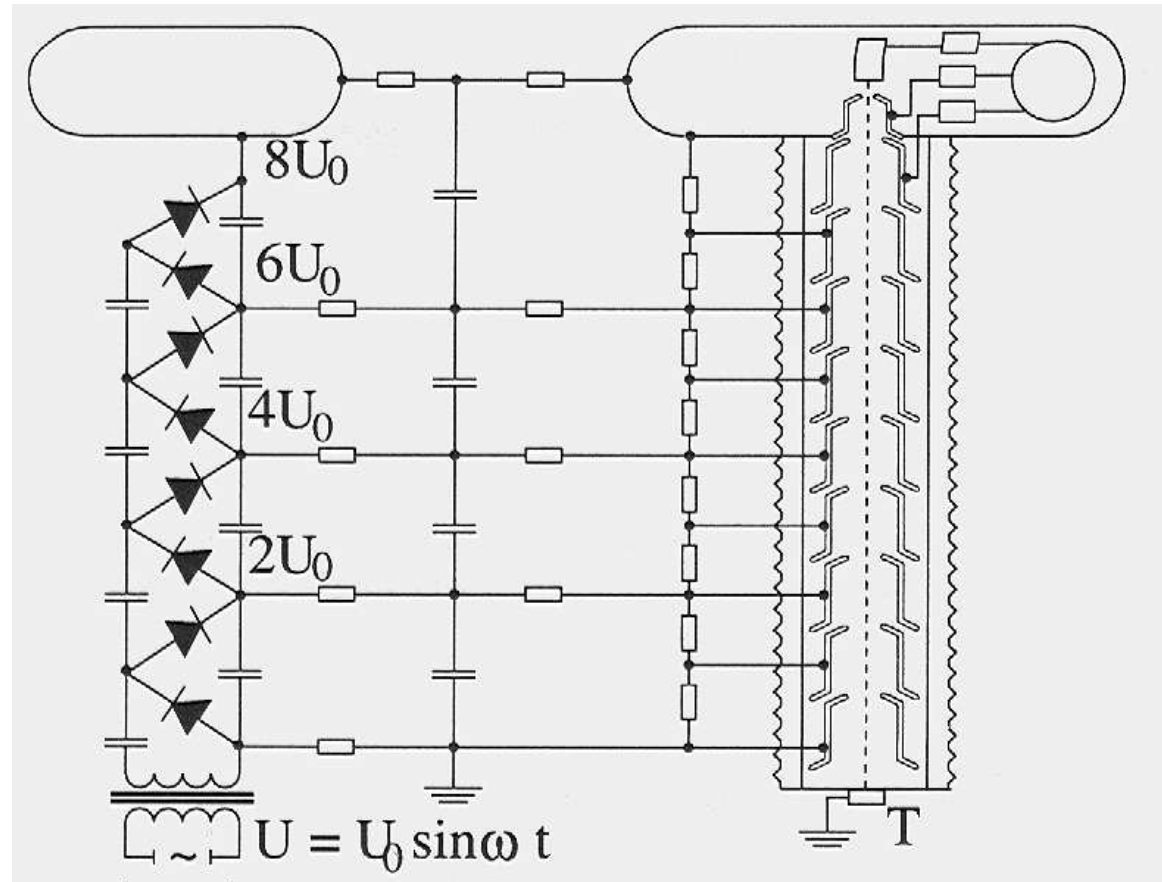 8U₀
6U₀
4U₀
2U₀
~
U = U₀ sinω t
T